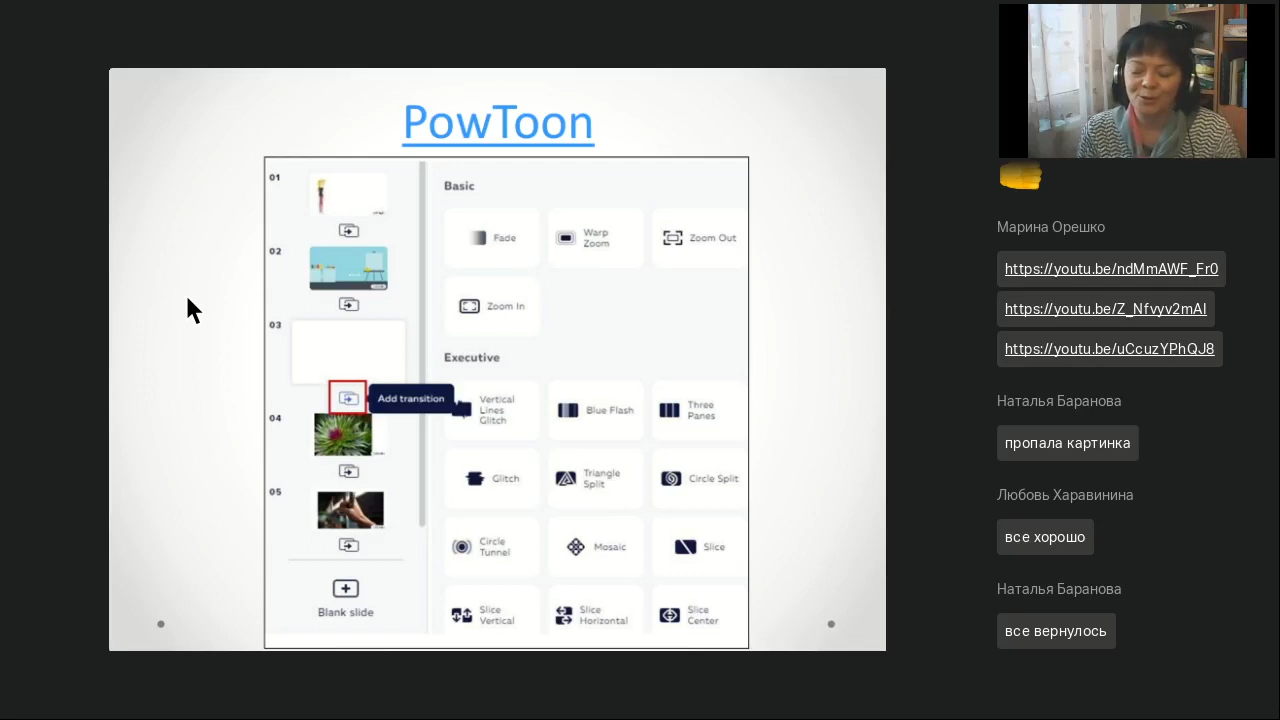 PowToon
01
02
03
Add transition
04
05
Blank slide
Basic
Fade
Warp
Zoom
Zoom Out
Zoom In
Executive
Vertical
Lines
Glitch
Blue Flash
Three
Panes
Glitch
Triangle
Split
Circle Split
Circle
Tunnel
Mosaic
Slice
Slice
Vertical
Slice
Horizontal
Slice
Center
Марина Орешко
https://youtu.be/ndMmAWF_Fr0
https://youtu.be/Z_Nfvyv2mAI
https://youtu.be/uCcuzYPhQJ8
Наталья Баранова
пропала картинка
Любовь Харавинина
все хорошо
Наталья Баранова
все вернулось